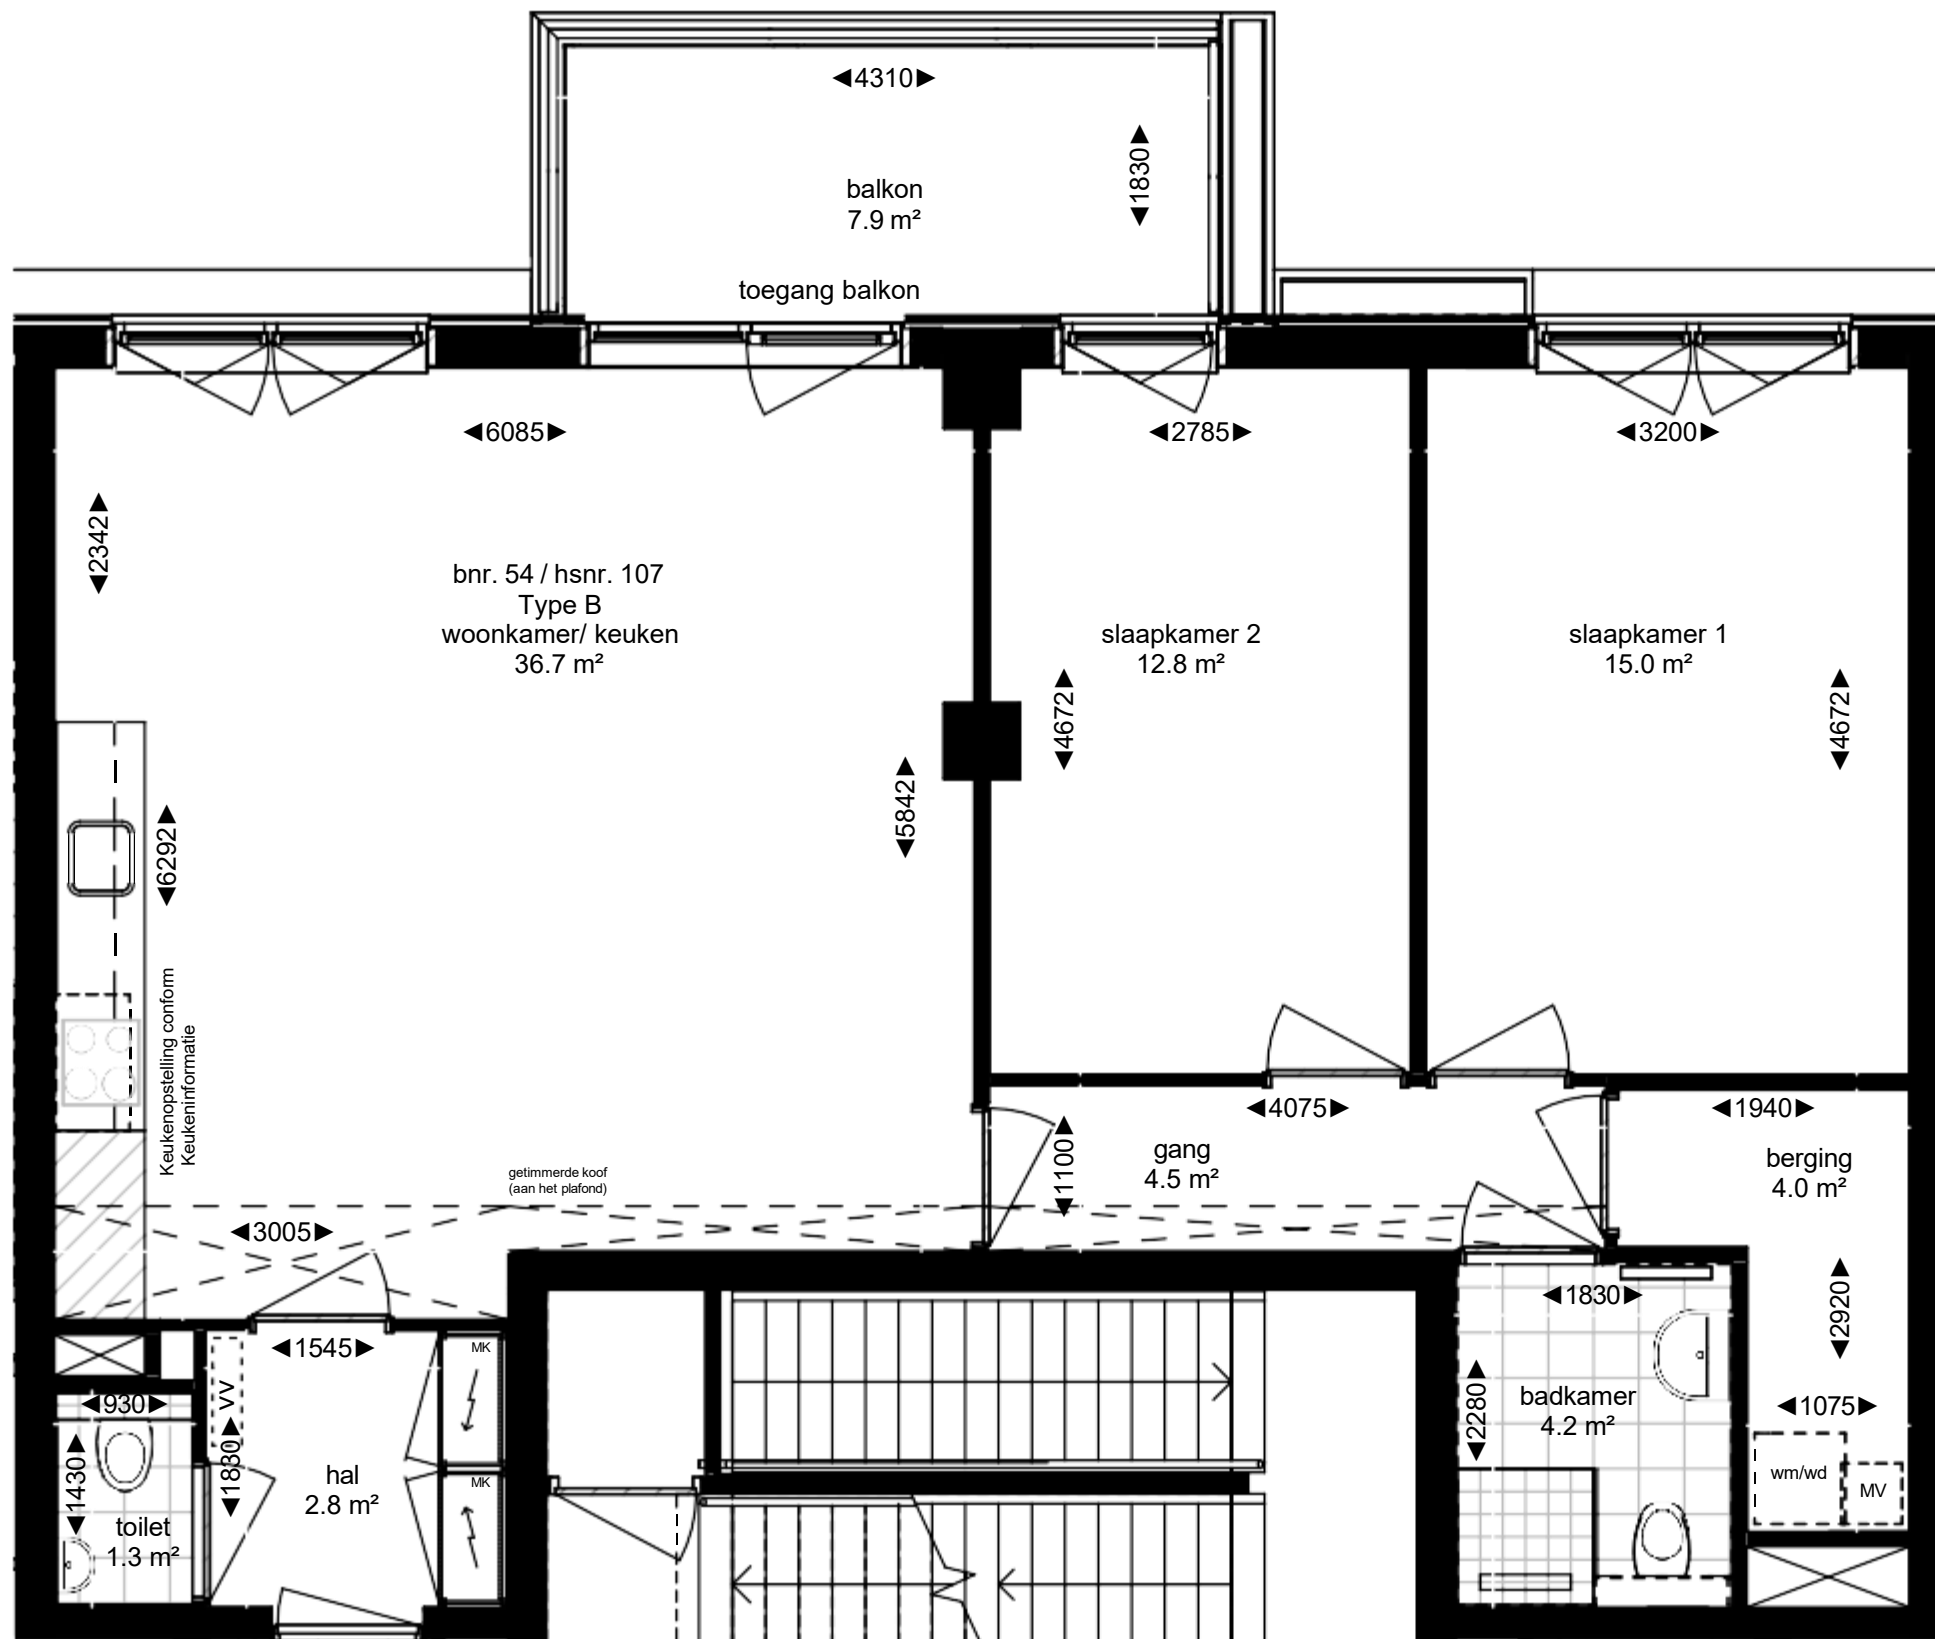 ◄4310►
◄1830►
balkon
7.9 m²
toegang balkon
◄6085►
◄2785►
◄3200►
◄2342►
bnr. 54 / hsnr. 107
Type B
woonkamer/ keuken
36.7 m²
slaapkamer 2
12.8 m²
slaapkamer 1
15.0 m²
◄4672►
◄4672►
◄5842►
◄6292►
Keukenopstelling conform
Keukeninformatie
getimmerde koof
(aan het plafond)
◄3005►
◄4075►
◄1100►
gang
4.5 m²
◄1940►
berging
4.0 m²
◄1830►
◄2920►
◄1545►
MK
◄930►
VV
◄1830►
◄1430►
hal
2.8 m²
MK
toilet
1.3 m²
◄2280►
badkamer
4.2 m²
◄1075►
wm/wd
MV